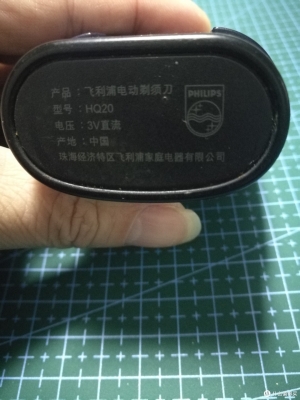 产品：飞利浦电动剃须刀
型号：HQ20
电压：3V直流
产地：中国
珠海经济特区飞利浦家庭电器有限公司
PHILIPS